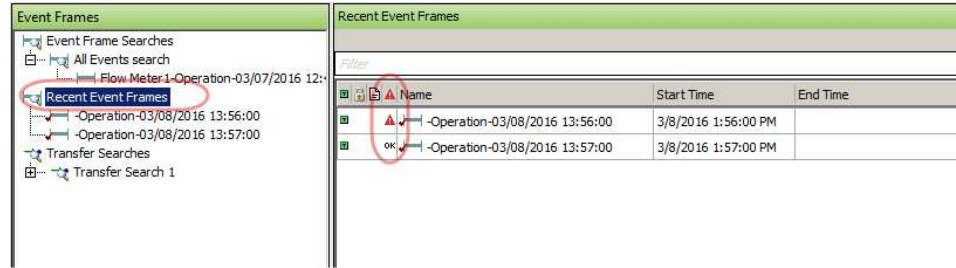 Event Frames
Event Frame Searches
All Events search
Flow Meter1-Operation-03/07/2016 12:
Recent Event Frames
-Operation-03/08/2016 13:56:00
-Operation-03/08/2016 13:57:00
Transfer Searches
Transfer Search 1
Recent Event Frames
Filter
Name Start Time End Time
-Operation-03/08/2016 13:56:00 3/8/2016 1:56:00 PM
OK -Operation-03/08/2016 13:57:00 3/8/2016 1:57:00 PM